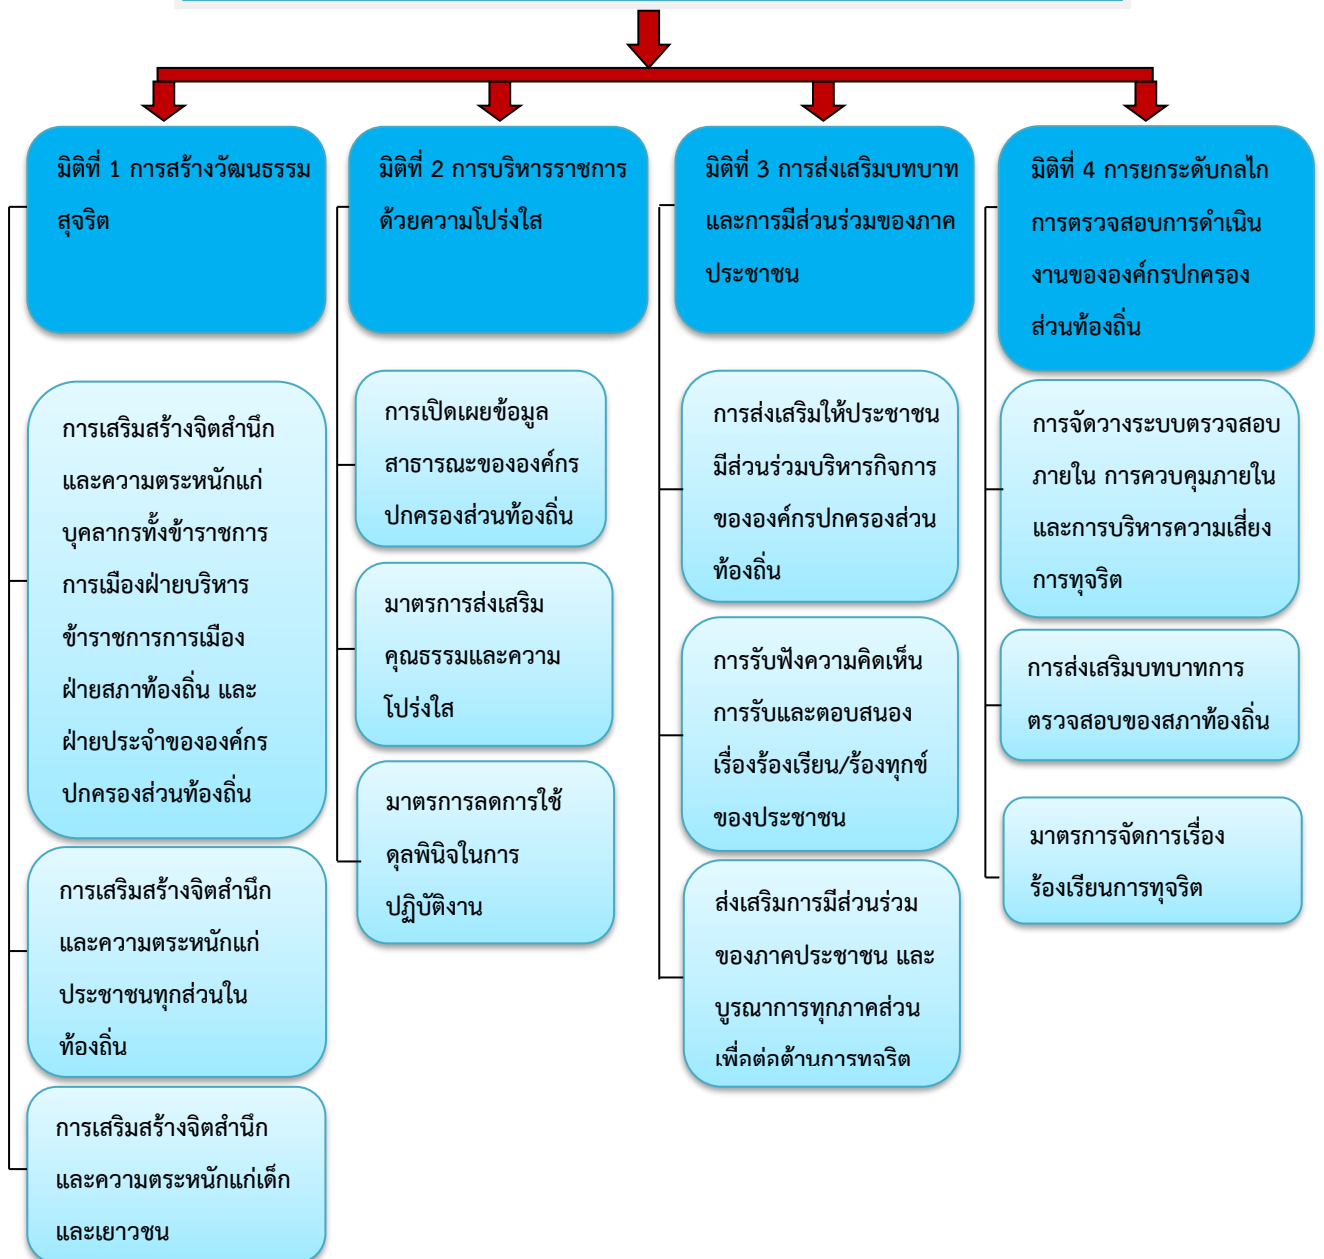 มิติที่ 1 การสร้างวัฒนธรรม
สุจริต
การเสริมสร้างจิตสำนึก
และความตระหนักแก่
บุคลากรทั้งข้าราชการ
การเมืองฝ่ายบริหาร
ข้าราชการการเมือง
ฝ่ายสภาท้องถิ่น และ
ฝ่ายประจำขององค์กร
ปกครองส่วนท้องถิ่น
การเสริมสร้างจิตสำนึก
และความตระหนักแก่
ประชาชนทุกส่วนใน
ท้องถิ่น
การเสริมสร้างจิตสำนึก
และความตระหนักแก่เด็ก
และเยาวชน
มิติที่ 2 การบริหารราชการ
ด้วยความโปร่งใส
การเปิดเผยข้อมูล
สาธารณะขององค์กร
ปกครองส่วนท้องถิ่น
มาตรการส่งเสริม
คุณธรรมและความ
โปร่งใส
มาตรการลดการใช้
ดุลพินิจในการ
ปฏิบัติงาน
มิติที่ 3 การส่งเสริมบทบาท
และการมีส่วนร่วมของภาค
ประชาชน
การส่งเสริมให้ประชาชน
มีส่วนร่วมบริหารกิจการ
ขององค์กรปกครองส่วน
ท้องถิ่น
การรับฟังความคิดเห็น
การรับและตอบสนอง
เรื่องร้องเรียน/ร้องทุกข์
ของประชาชน
ส่งเสริมการมีส่วนร่วม
ของภาคประชาชน และ
บูรณาการทุกภาคส่วน
เพื่อต่อต้านการทุจริต
มิติที่ 4 การยกระดับกลไก
การตรวจสอบการดำเนิน
งานขององค์กรปกครอง
ส่วนท้องถิ่น
การจัดวางระบบตรวจสอบ
ภายใน การควบคุมภายใน
และการบริหารความเสี่ยง
การทุจริต
การส่งเสริมบทบาทการ
ตรวจสอบของสภาท้องถิ่น
มาตรการจัดการเรื่อง
ร้องเรียนการทุจริต